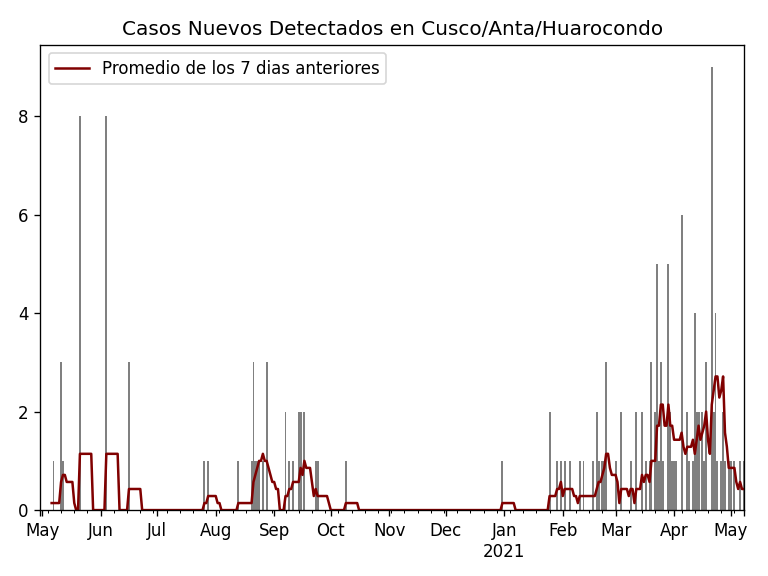 Casos Nuevos Detectados en Cusco/Anta/Huarocondo
Promedio de los 7 dias anteriores
8
6
4
2
0
May Jun Jul Aug Sep Oct Nov Dec Jan Feb Mar Apr May
2021